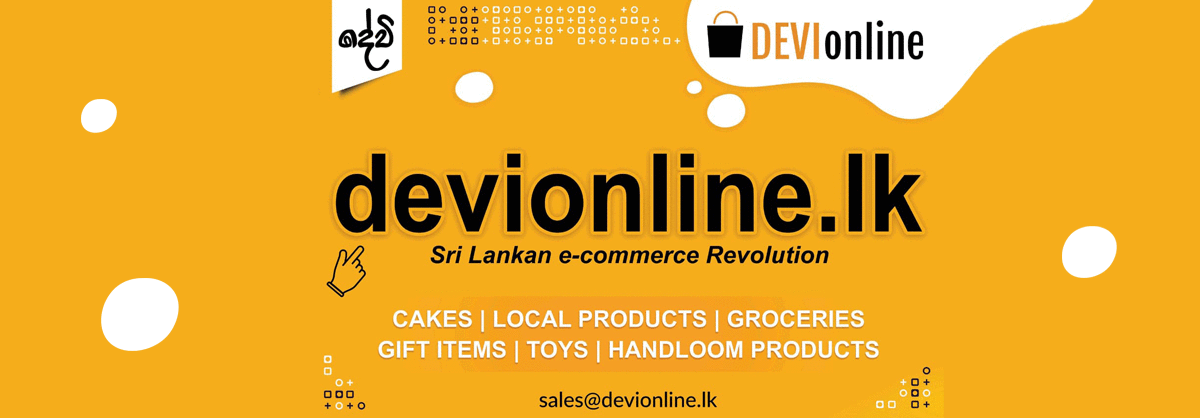 දේවි
DEVIonline
devionline.lk
Sri Lankan e-commerce Revolution
CAKES | LOCAL PRODUCTS | GROCERIES
GIFT ITEMS | TOYS | HANDLOOM PRODUCTS
sales@devionline.lk